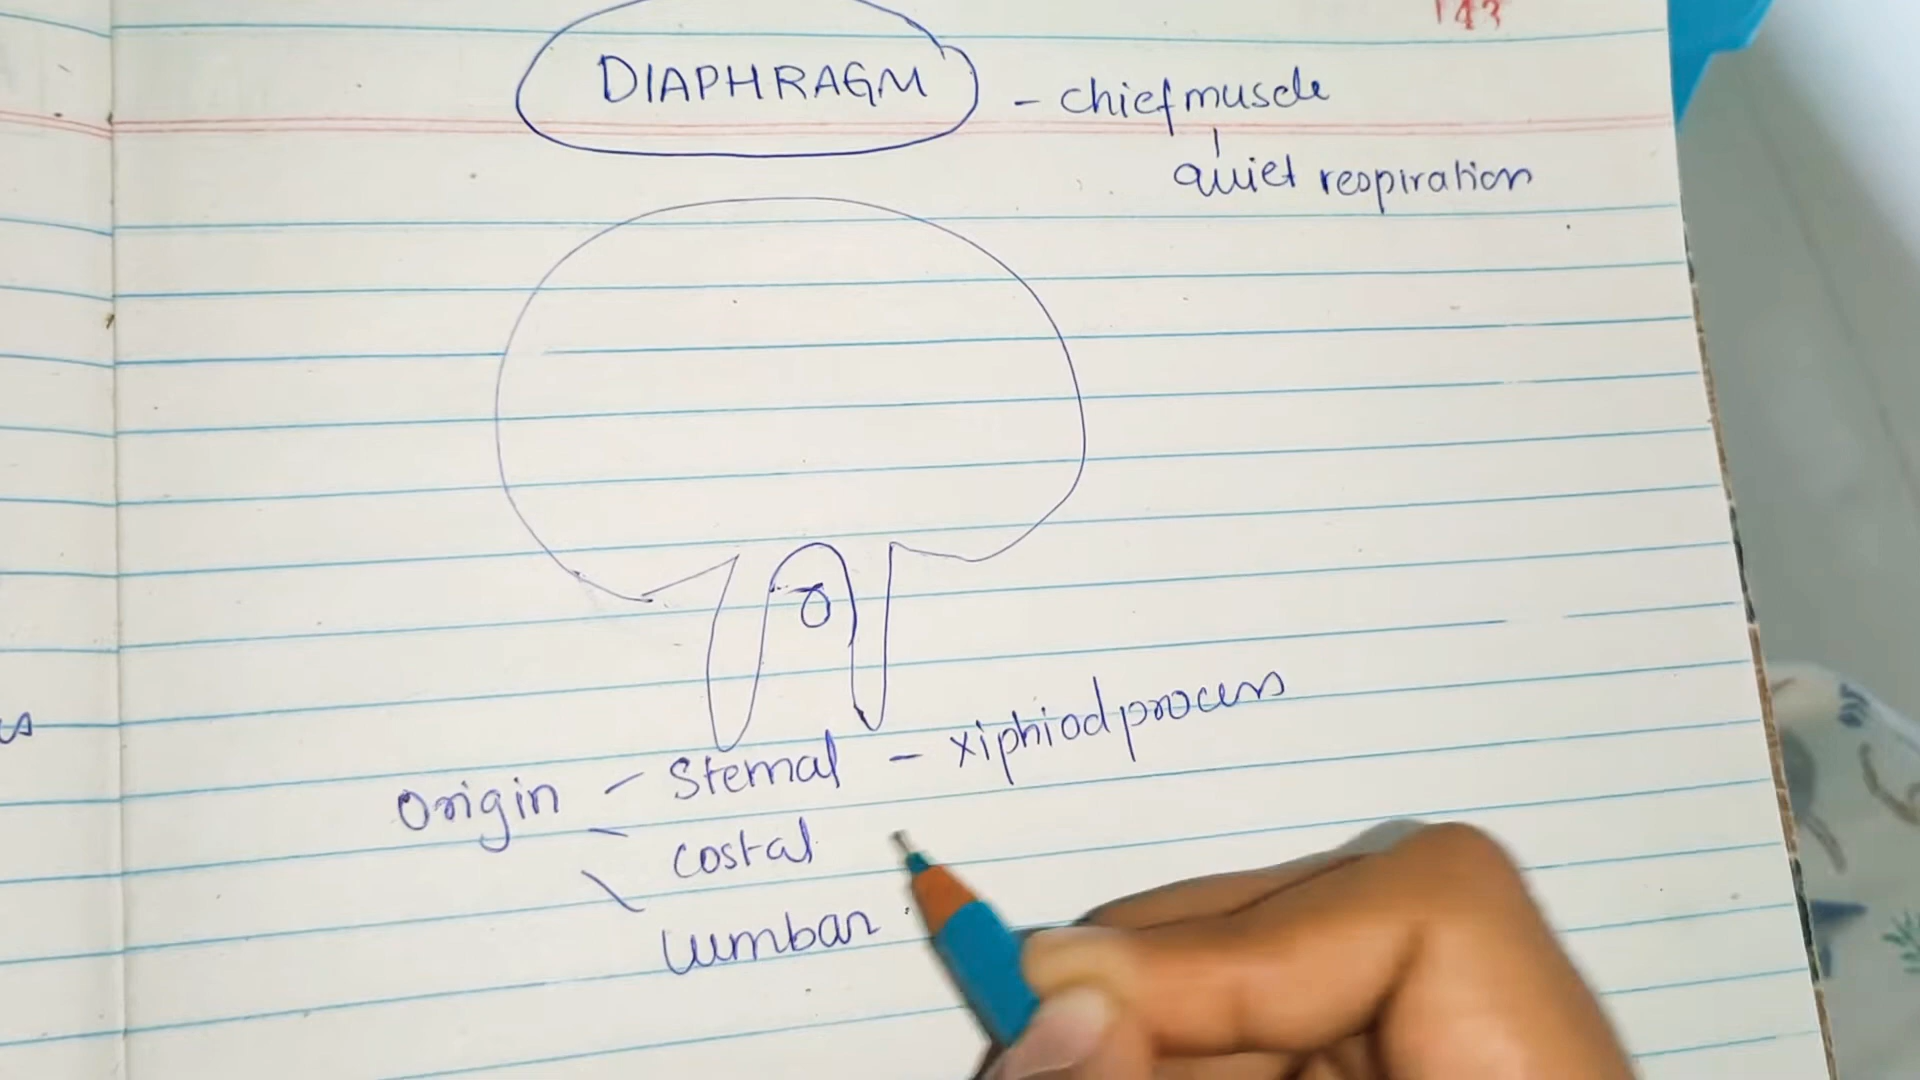 143
DIAPHRAGM - chief muscle
quiet respiration
Origin - Sternal - xiphiod process
costal
Lumbar